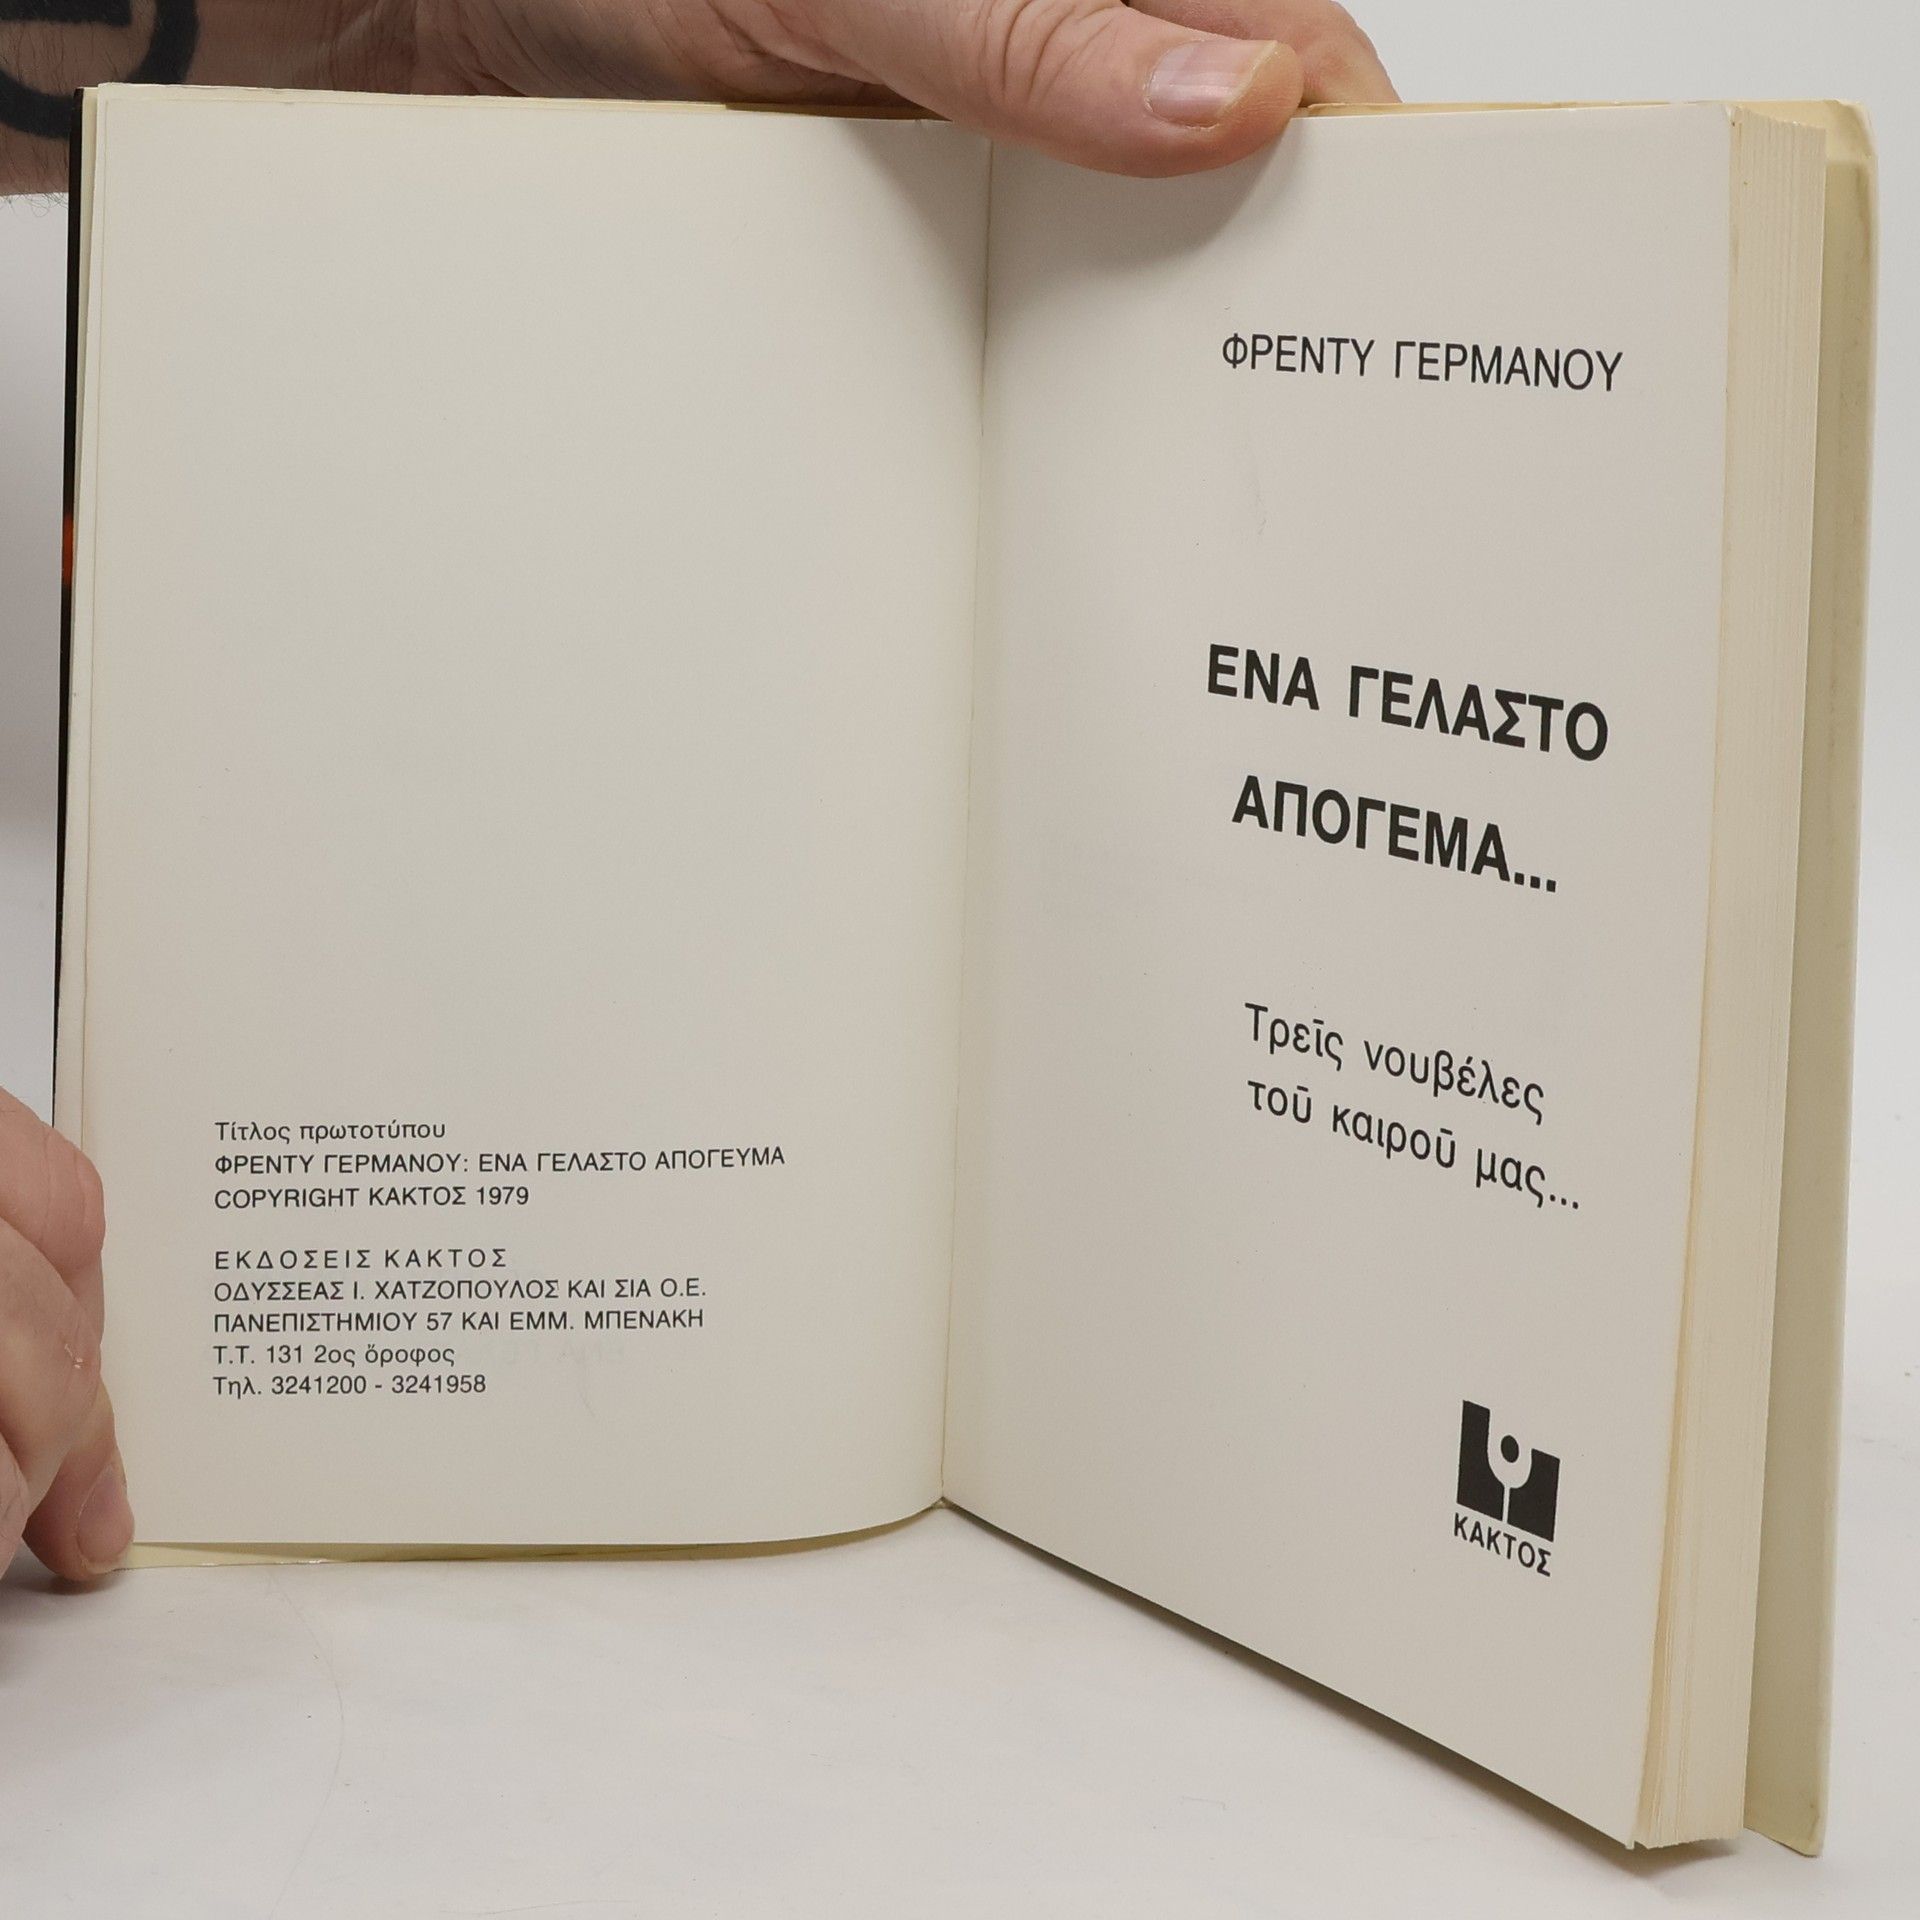 Τίτλος πρωτοτύπου
ΦΡΕΝΤΥ ΓΕΡΜΑΝΟΥ: ΕΝΑ ΓΕΛΑΣΤΟ ΑΠΟΓΕΥΜΑ
COPYRIGHT ΚΑΚΤΟΣ 1979
ΕΚΔΟΣΕΙΣ ΚΑΚΤΟΣ
ΟΔΥΣΣΕΑΣ Ι. ΧΑΤΖΟΠΟΥΛΟΣ ΚΑΙ ΣΙΑ Ο.Ε.
ΠΑΝΕΠΙΣΤΗΜΙΟΥ 57 ΚΑΙ ΕΜΜ. ΜΠΕΝΑΚΗ
Τ.Τ. 131 2ος ὄροφος
Τηλ. 3241200 - 3241958
ΦΡΕΝΤΥ ΓΕΡΜΑΝΟΥ
ΕΝΑ ΓΕΛΑΣΤΟ
ΑΠΟΓΕΜΑ...
Τρεῖς νουβέλες
τοῦ καιροῦ μας...
ΚΑΚΤΟΣ